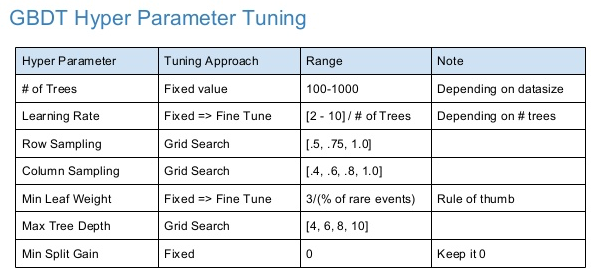 GBDT Hyper Parameter Tuning
Hyper Parameter Tuning Approach Range Note
# of Trees Fixed value 100-1000 Depending on datasize
Learning Rate Fixed => Fine Tune [2 - 10] / # of Trees Depending on # trees
Row Sampling Grid Search [.5, .75, 1.0]
Column Sampling Grid Search [.4, .6, .8, 1.0]
Min Leaf Weight Fixed => Fine Tune 3/(% of rare events) Rule of thumb
Max Tree Depth Grid Search [4, 6, 8, 10]
Min Split Gain Fixed 0 Keep it 0